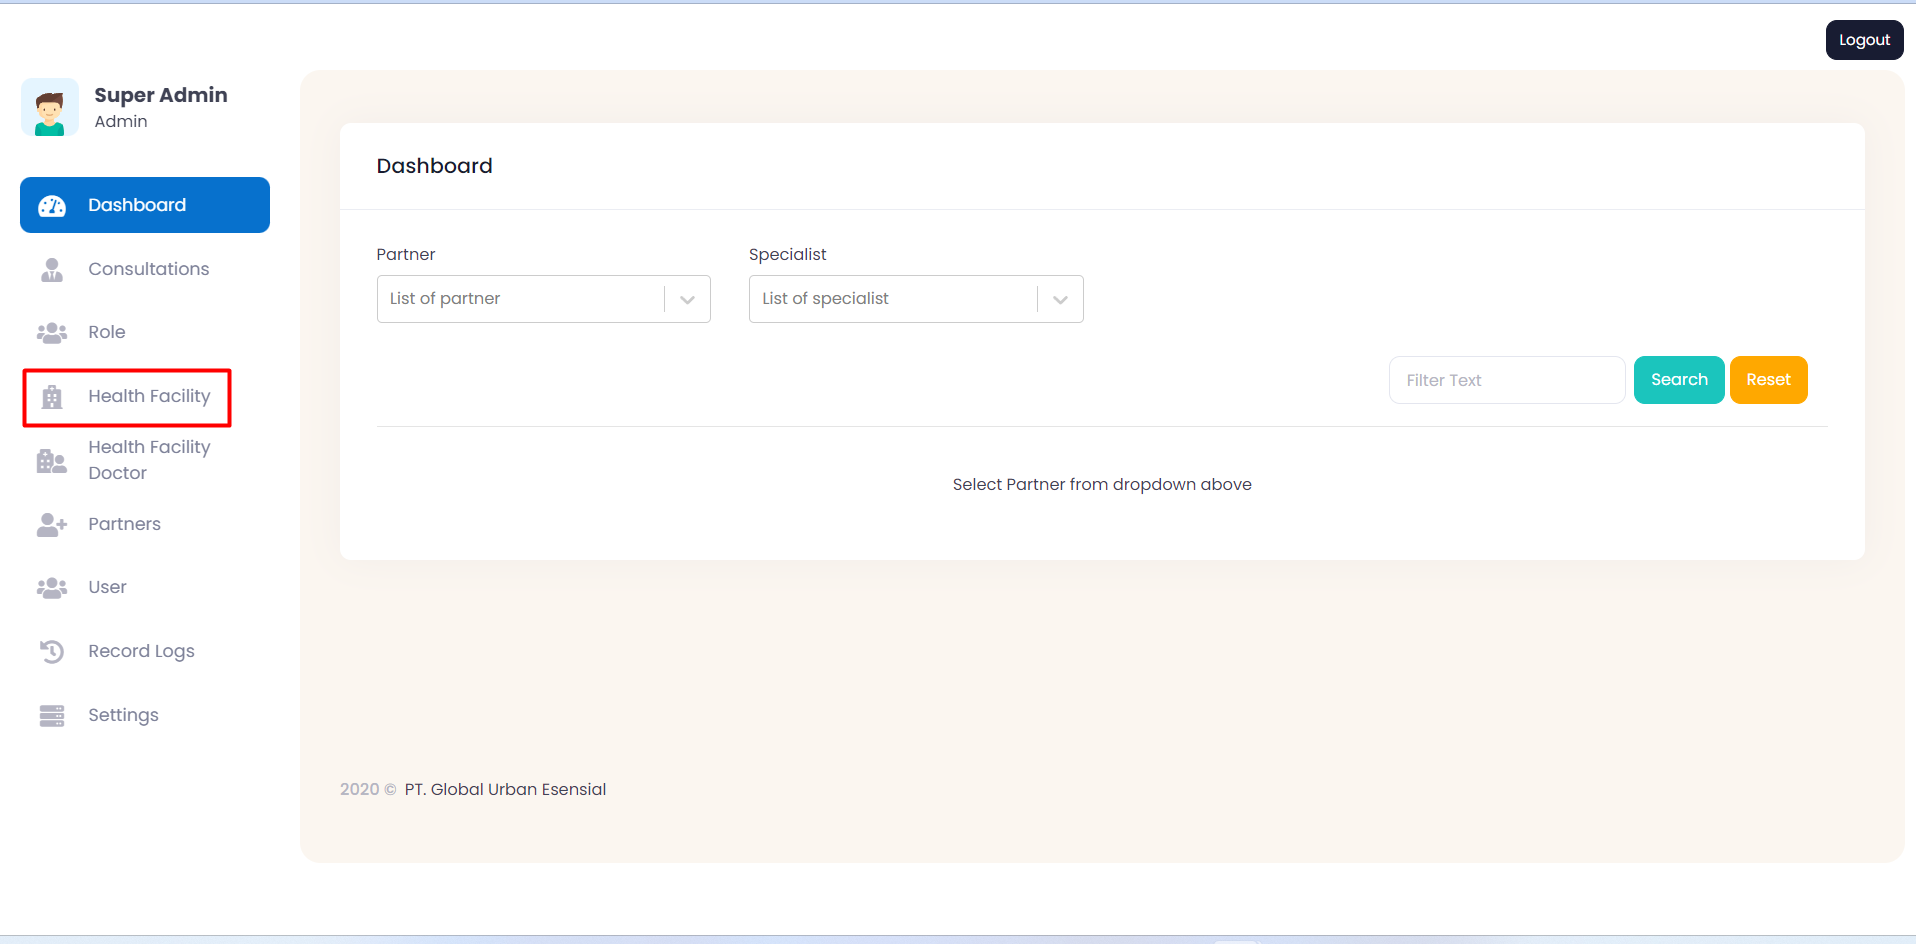 Logout
Super Admin
Admin
Dashboard
Consultations
Role
Health Facility
Health Facility
Doctor
Partners
User
Record Logs
Settings
Dashboard
Partner
Specialist
List of partner
List of specialist
Filter Text
Search
Reset
Select Partner from dropdown above
2020 © PT. Global Urban Esensial